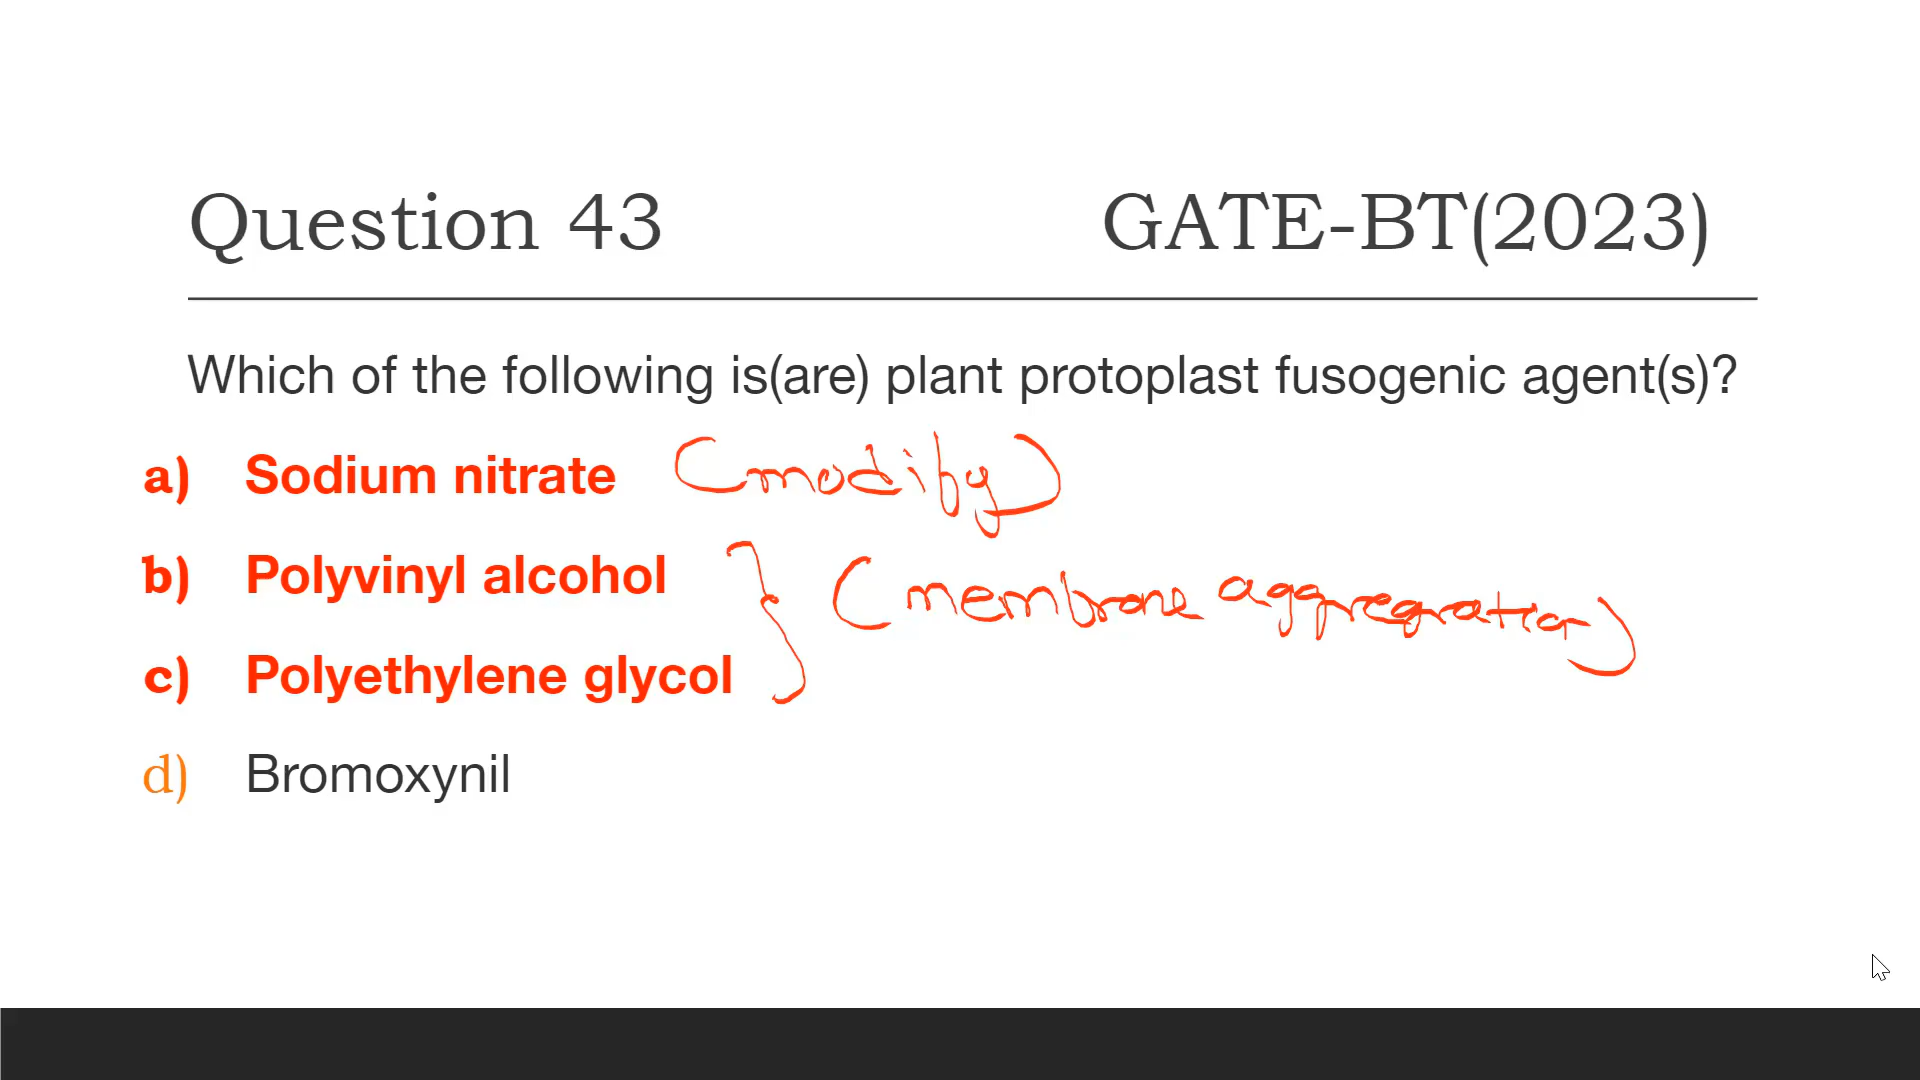 Question 43 GATE-BT(2023)
Which of the following is(are) plant protoplast fusogenic agent(s)?
a) Sodium nitrate (modify)
b) Polyvinyl alcohol
(membrane aggregation)
c) Polyethylene glycol
d) Bromoxynil